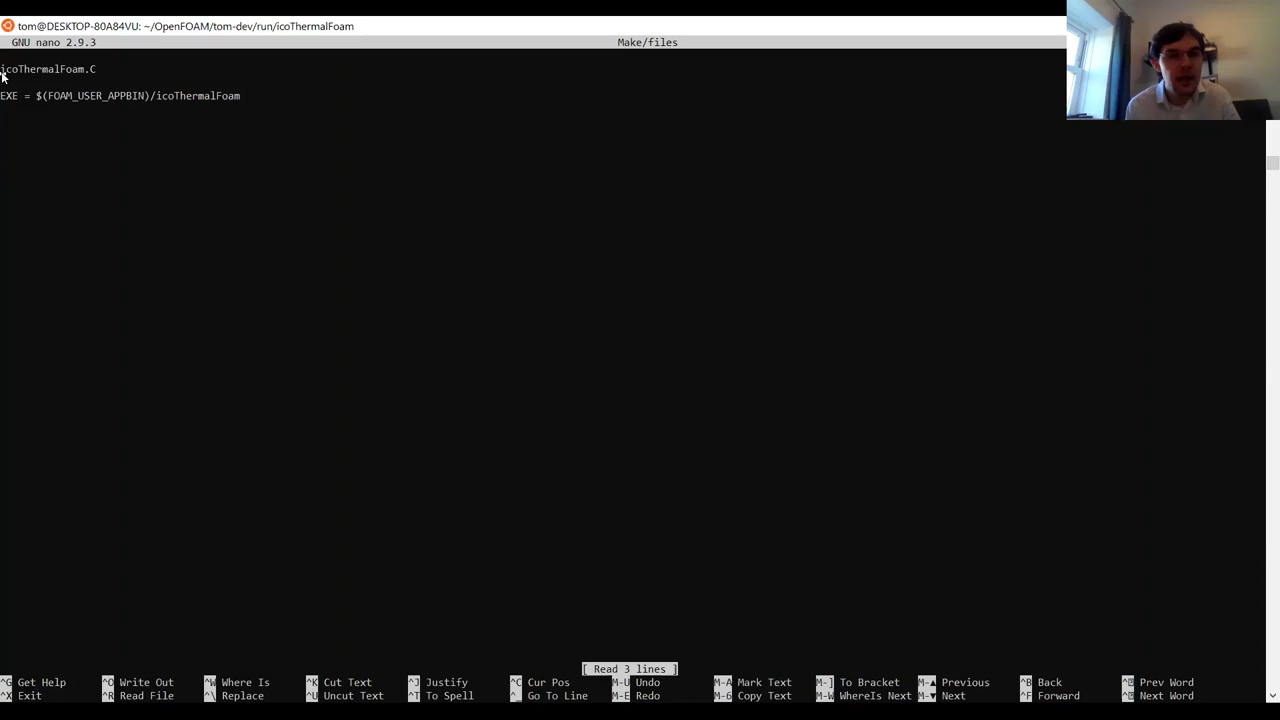 tom@DESKTOP-80A84VU: ~/OpenFOAM/tom-dev/run/icoThermalFoam
GNU nano 2.9.3 Make/files
icoThermalFoam.C
EXE = $(FOAM_USER_APPBIN)/icoThermalFoam
[ Read 3 lines ]
^G Get Help ^O Write Out ^W Where Is ^K Cut Text ^J Justify ^C Cur Pos M-U Undo M-A Mark Text M-] To Bracket M-▲ Previous ^B Back ^ Prev Word
^X Exit ^R Read File ^\ Replace ^U Uncut Text ^T To Spell ^_ Go To Line M-E Redo M-6 Copy Text M-W WhereIs Next M-▼ Next ^F Forward ^ Next Word